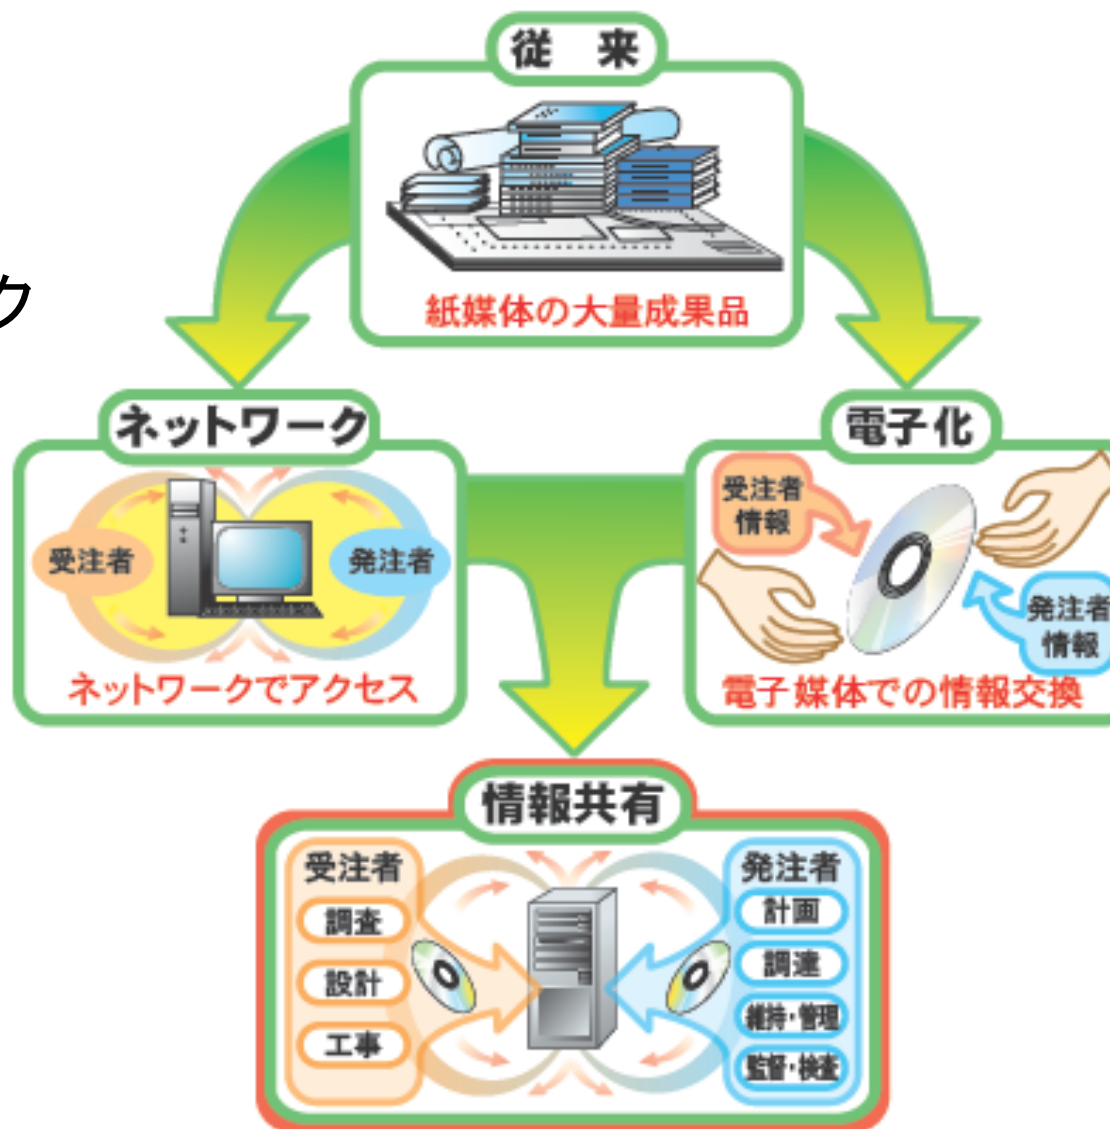 従 来
紙媒体の大量成果品
ク
ネットワーク
受注者
発注者
ネットワークでアクセス
電子化
受注者
情報
発注者
情報
電子媒体での情報交換
情報共有
受注者
調査
設計
工事
発注者
計画
調達
維持・管理
監督・検査